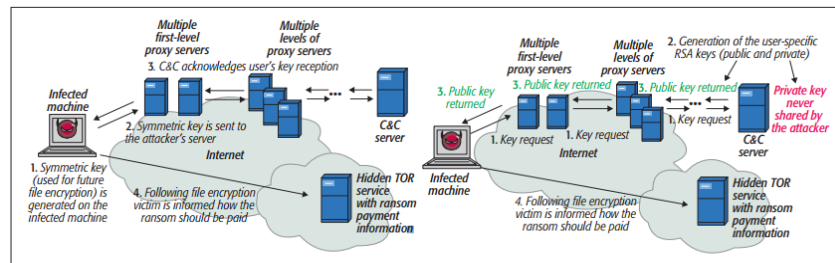 Multiple
first-level
proxy servers
Multiple
levels of
proxy servers
3. C&C acknowledges user's key reception
Infected
machine
2. Symmetric key is sent to
the attacker's server
C&C
server
Internet
1. Symmetric key
(used for future
file encryption) is
generated on the
infected machine
4. Following file encryption
victim is informed how the
ransom should be paid
Hidden TOR
service
with ransom
payment
information
Multiple
first-level
proxy servers
Multiple
levels of
proxy servers
2. Generation of the user-specific
RSA keys (public and private)
3. Public key
returned
3. Public key returned
3. Public key returned
Private key
never
shared by the
attacker
1. Key request
1. Key request
1. Key request
C&C
server
Internet
Infected machine
4. Following file encryption
victim is informed how the
ransom should be paid
Hidden TOR
service
with ransom
payment
information